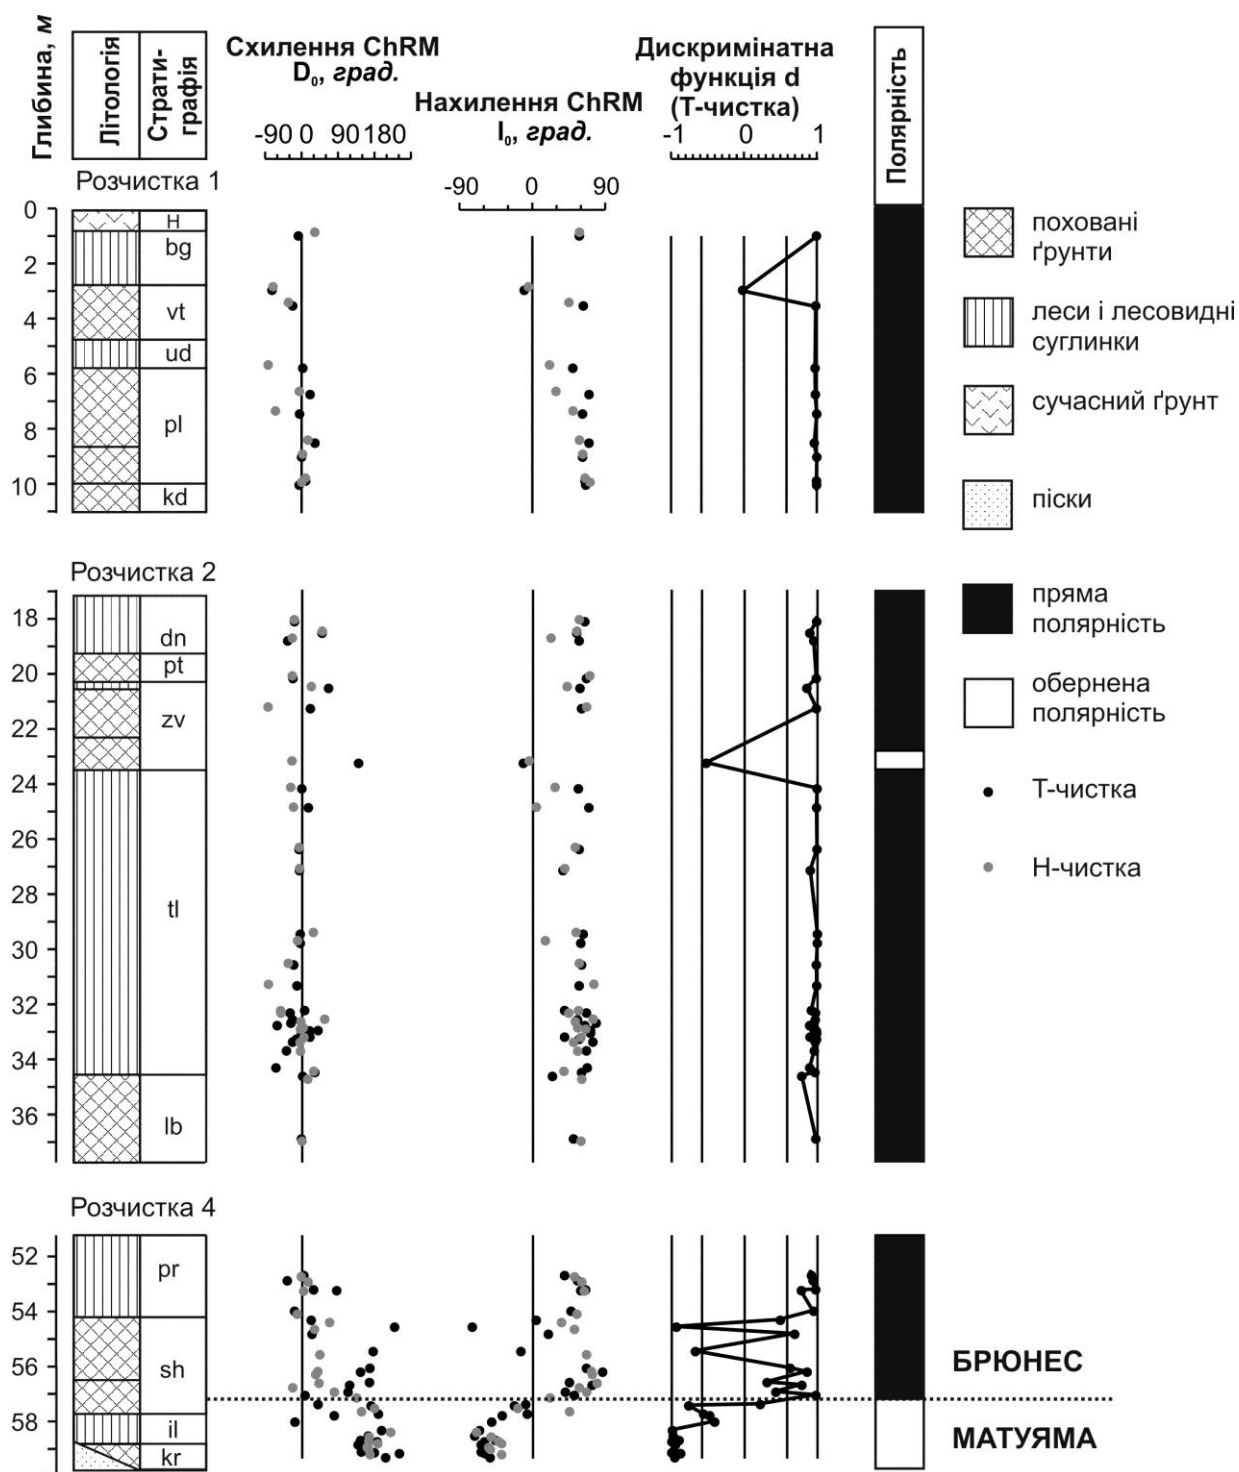 Глибина, м
Літологія
Страти-
графія
Схилення ChRM
D₀, град.
-90 0 90 180
Нахилення ChRM
I₀, град.
-90 0 90
Дискримінатна
функція d
(Т-чистка)
-1 0 1
Полярність
Розчистка 1
0
2
4
6
8
10
H
bg
vt
ud
pl
kd
Розчистка 2
18
20
22
24
26
28
30
32
34
36
dn
pt
zv
tl
lb
Розчистка 4
52
54
56
58
pr
sh
il
kr
БРЮНЕС
МАТУЯМА
поховані
ґрунти
леси і лесовидні
суглинки
сучасний ґрунт
піски
пряма
полярність
обернена
полярність
Т-чистка
Н-чистка